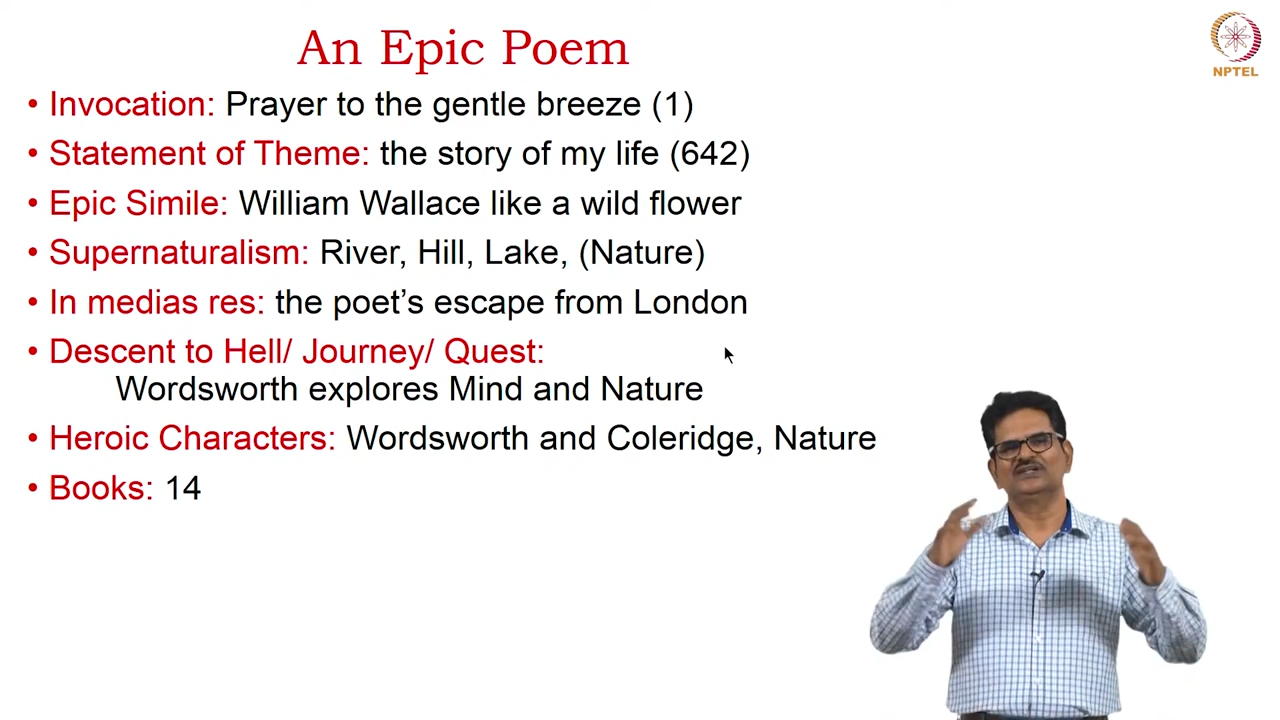 An Epic Poem
NPTEL
• Invocation: Prayer to the gentle breeze (1)
• Statement of Theme: the story of my life (642)
• Epic Simile: William Wallace like a wild flower
• Supernaturalism: River, Hill, Lake, (Nature)
• In medias res: the poet’s escape from London
• Descent to Hell/ Journey/ Quest:
Wordsworth explores Mind and Nature
• Heroic Characters: Wordsworth and Coleridge, Nature
• Books: 14